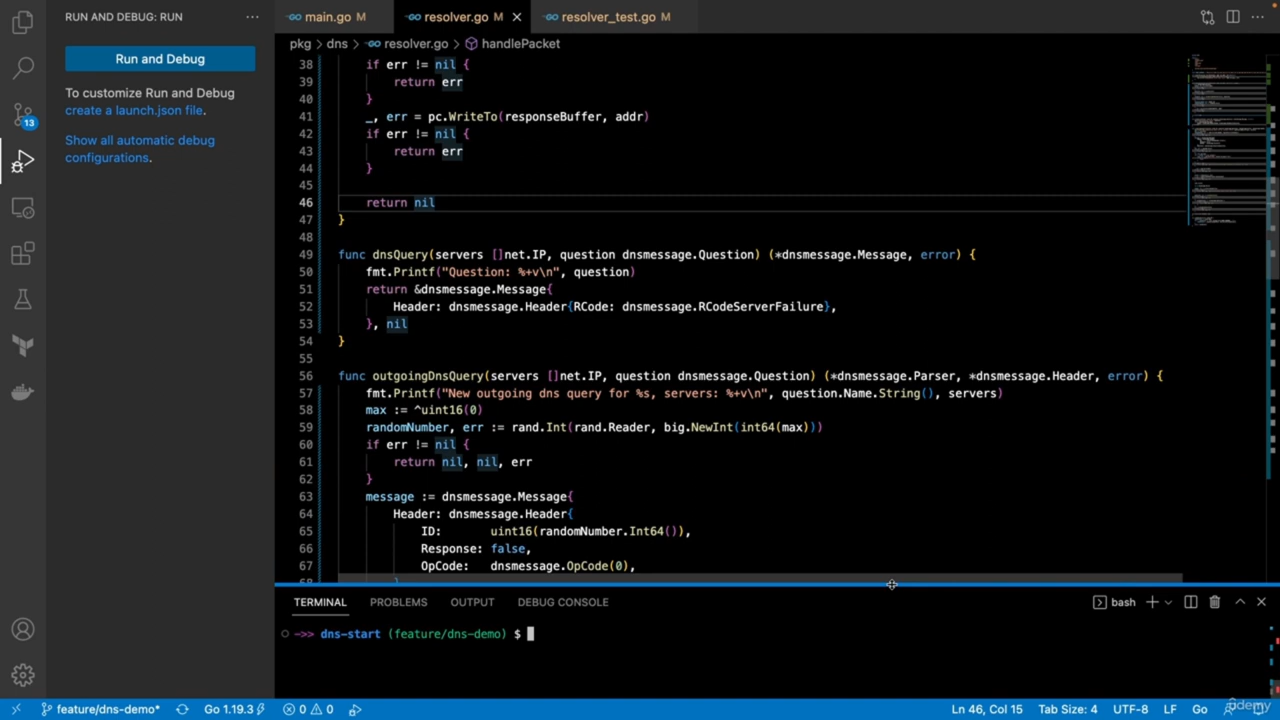 RUN AND DEBUG: RUN ···
Run and Debug
To customize Run and Debug
create a launch.json file.
Show all automatic debug
configurations.
13
main.go M
resolver.go M
resolver_test.go M
pkg > dns > resolver.go > handlePacket
38 if err != nil {
39 return err
40 }
41 _, err = pc.WriteTo(responseBuffer, addr)
42 if err != nil {
43 return err
44 }
45
46 return nil
47 }
48
49 func dnsQuery(servers []net.IP, question dnsmessage.Question) (*dnsmessage.Message, error) {
50 fmt.Printf("Question: %+v\n", question)
51 return &dnsmessage.Message{
52 Header: dnsmessage.Header{RCode: dnsmessage.RCodeServerFailure},
53 }, nil
54 }
55
56 func outgoingDnsQuery(servers []net.IP, question dnsmessage.Question) (*dnsmessage.Parser, *dnsmessage.Header, error) {
57 fmt.Printf("New outgoing dns query for %s, servers: %+v\n", question.Name.String(), servers)
58 max := ^uint16(0)
59 randomNumber, err := rand.Int(rand.Reader, big.NewInt(int64(max)))
60 if err != nil {
61 return nil, nil, err
62 }
63 message := dnsmessage.Message{
64 Header: dnsmessage.Header{
65 ID: uint16(randomNumber.Int64()),
66 Response: false,
67 OpCode: dnsmessage.OpCode(0),
68 }
TERMINAL PROBLEMS OUTPUT DEBUG CONSOLE bash
->> dns-start (feature/dns-demo) $
feature/dns-demo* Go 1.19.3 0 0 Ln 46, Col 15 Tab Size: 4 UTF-8 LF Go
udemy